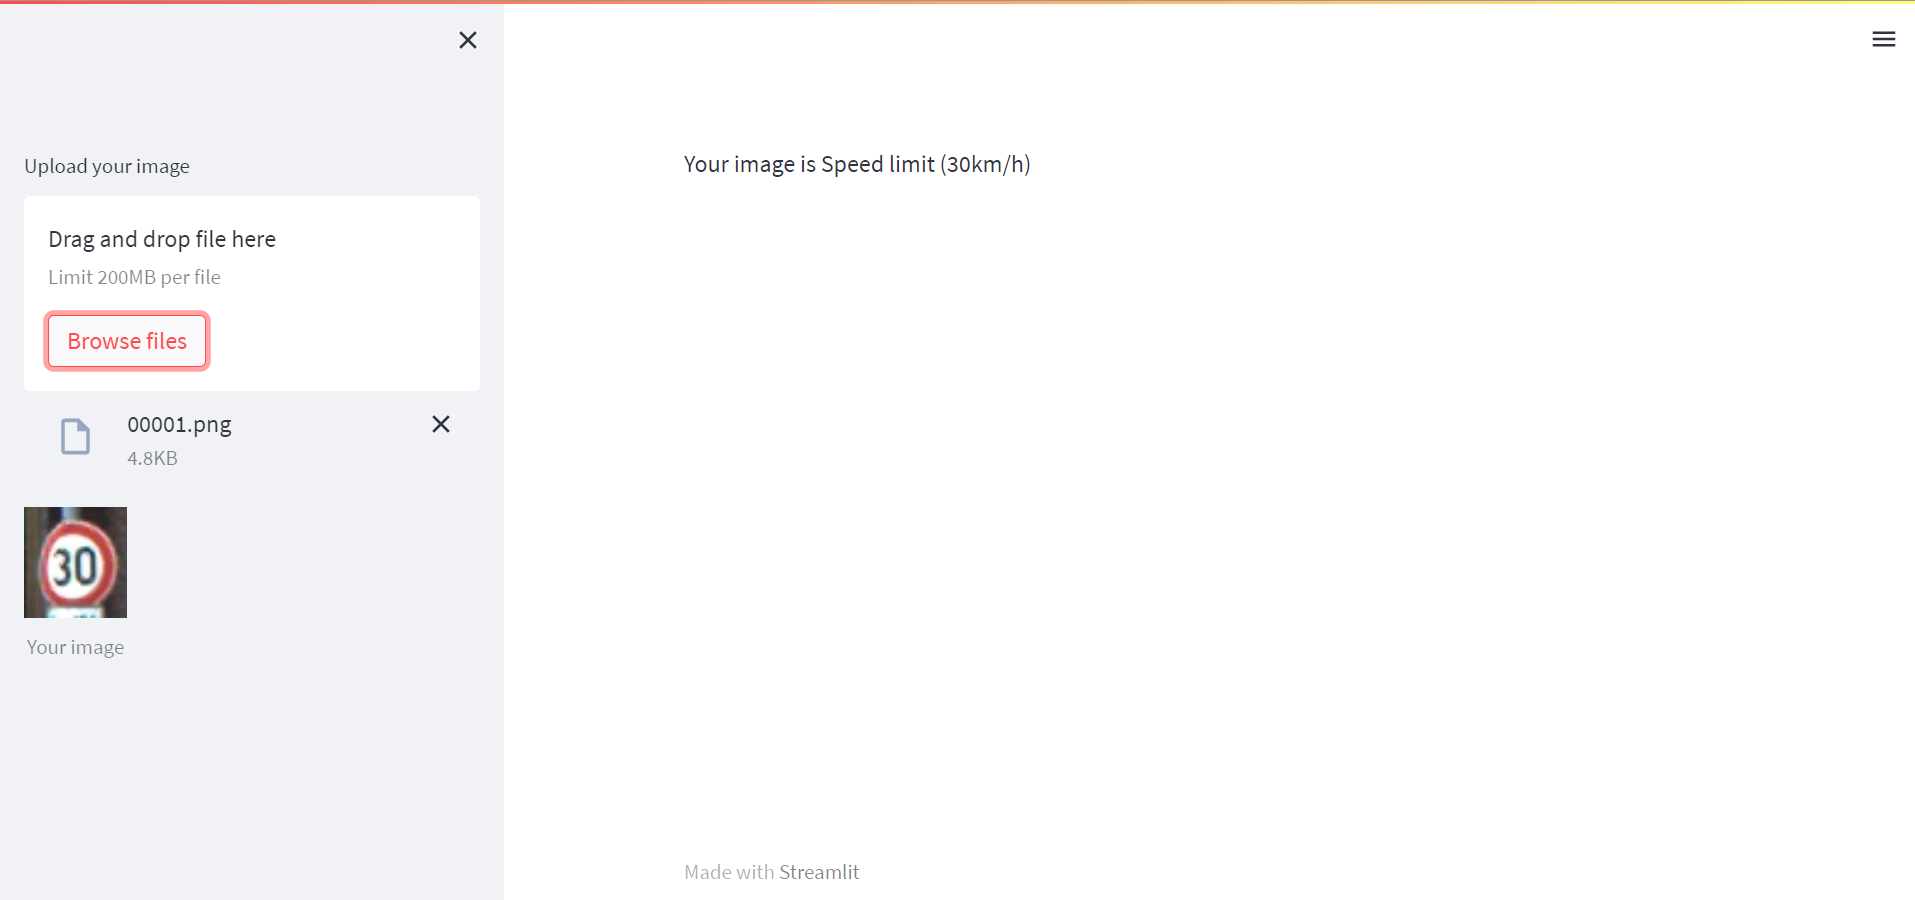 Upload your image
Drag and drop file here
Limit 200MB per file
Browse files
00001.png
4.8KB
30
Your image
Your image is Speed limit (30km/h)
Made with Streamlit